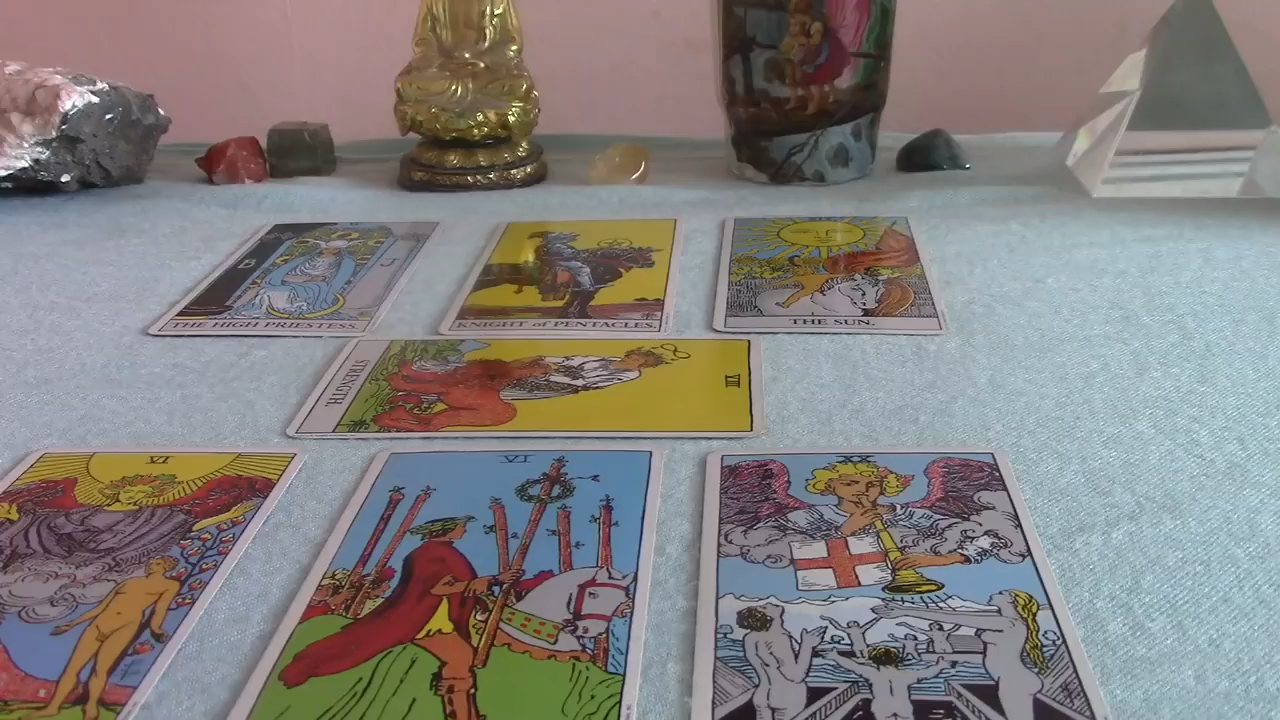 B J
THE HIGH PRIESTESS.
KNIGHT of PENTACLES.
THE SUN.
STRENGTH.
VIII
VI
VI
XX